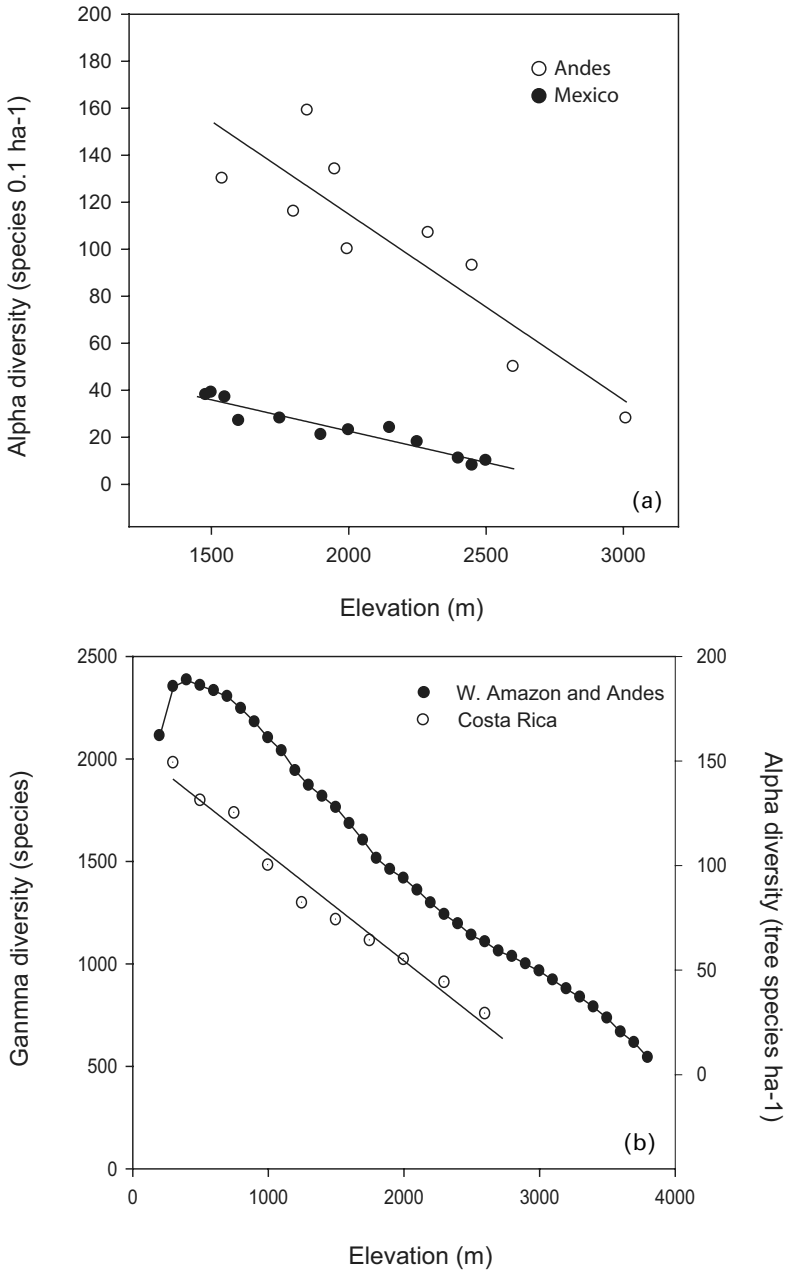 200
180
160
140
120
100
80
60
40
20
0
Alpha diversity (species 0.1 ha-1)
Andes
Mexico
(a)
1500 2000 2500 3000
Elevation (m)
2500
2000
1500
1000
500
0
Ganmna diversity (species)
W. Amazon and Andes
Costa Rica
200
150
100
50
0
Alpha diversity (tree species ha-1)
(b)
0 1000 2000 3000 4000
Elevation (m)